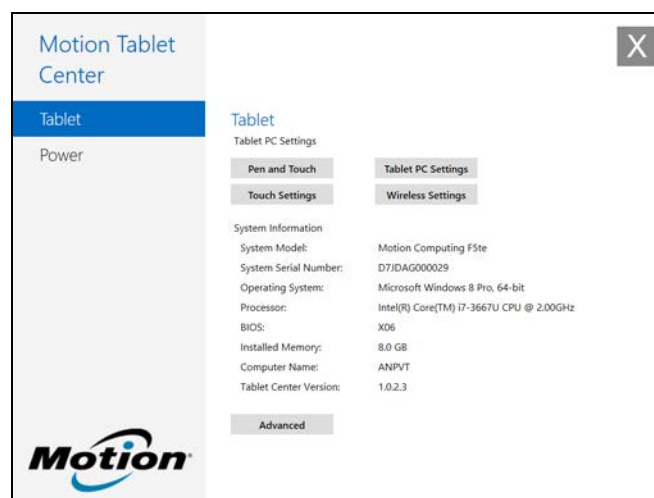 Motion Tablet
Center
X
Tablet
Power
Tablet
Tablet PC Settings
Pen and Touch
Tablet PC Settings
Touch Settings
Wireless Settings
System Information
System Model: Motion Computing F5te
System Serial Number: D7JDAG000029
Operating System: Microsoft Windows 8 Pro, 64-bit
Processor: Intel(R) Core(TM) i7-3667U CPU @ 2.00GHz
BIOS: X06
Installed Memory: 8.0 GB
Computer Name: ANPVT
Tablet Center Version: 1.0.2.3
Advanced
Motion